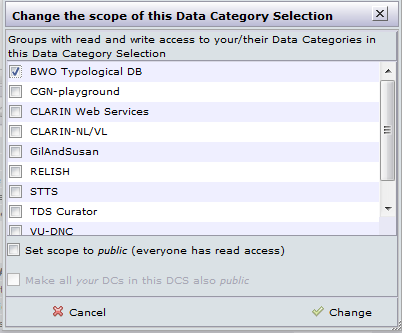 Change the scope of this Data Category Selection
Groups with read and write access to your/their Data Categories in
this Data Category Selection
BWO Typological DB
CGN-playground
CLARIN Web Services
CLARIN-NL/VL
GilAndSusan
RELISH
STTS
TDS Curator
VU-DNC
Set scope to public (everyone has read access)
Make all your DCs in this DCS also public
Cancel
Change